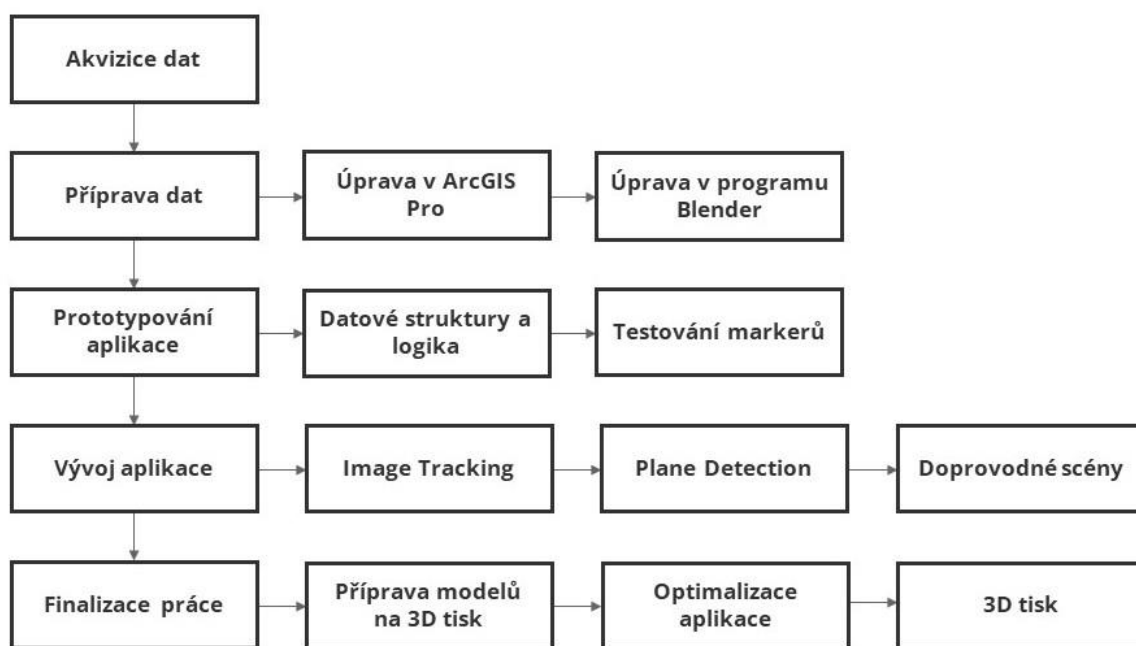 Akvizice dat
Příprava dat
Úprava v ArcGIS
Pro
Úprava v programu
Blender
Prototypování
aplikace
Datové struktury a
logika
Testování markerů
Vývoj aplikace
Image Tracking
Plane Detection
Doprovodné scény
Finalizace práce
Příprava modelů
na 3D tisk
Optimalizace
aplikace
3D tisk